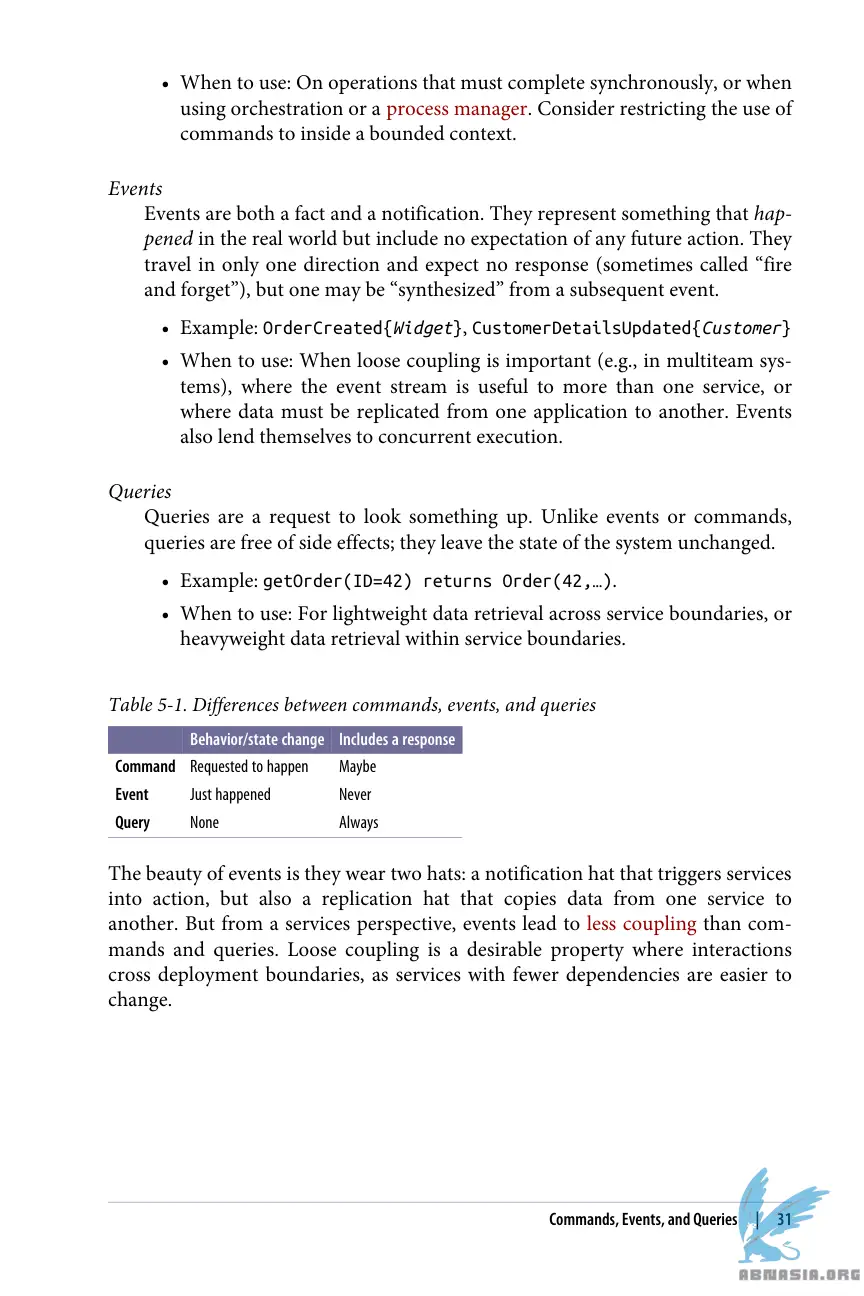 • When to use: On operations that must complete synchronously, or when
using orchestration or a process manager. Consider restricting the use of
commands to inside a bounded context.
Events
Events are both a fact and a notification. They represent something that hap-
pened in the real world but include no expectation of any future action. They
travel in only one direction and expect no response (sometimes called “fire
and forget”), but one may be “synthesized” from a subsequent event.
• Example: OrderCreated{Widget}, CustomerDetailsUpdated{Customer}
• When to use: When loose coupling is important (e.g., in multiteam sys-
tems), where the event stream is useful to more than one service, or
where data must be replicated from one application to another. Events
also lend themselves to concurrent execution.
Queries
Queries are a request to look something up. Unlike events or commands,
queries are free of side effects; they leave the state of the system unchanged.
• Example: getOrder(ID=42) returns Order(42,…).
• When to use: For lightweight data retrieval across service boundaries, or
heavyweight data retrieval within service boundaries.
Table 5-1. Differences between commands, events, and queries
Behavior/state change Includes a response
Command Requested to happen Maybe
Event Just happened Never
Query None Always
The beauty of events is they wear two hats: a notification hat that triggers services
into action, but also a replication hat that copies data from one service to
another. But from a services perspective, events lead to less coupling than com-
mands and queries. Loose coupling is a desirable property where interactions
cross deployment boundaries, as services with fewer dependencies are easier to
change.
Commands, Events, and Queries | 31
ABNASIA.ORG